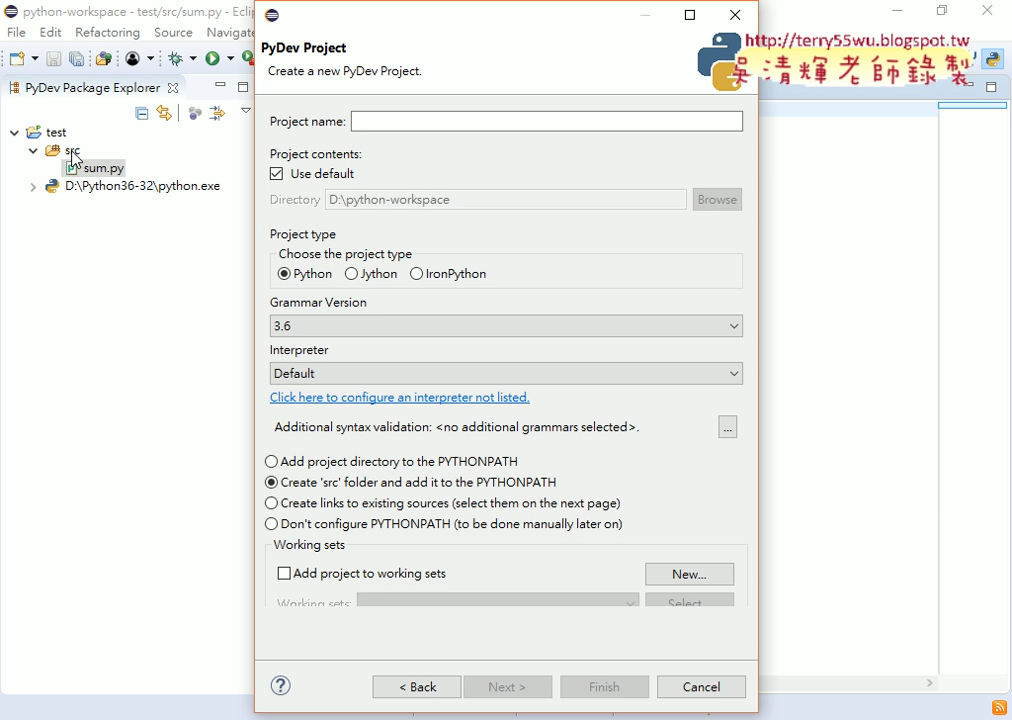 python-workspace - test/src/sum.py - Ecli
File Edit Refactoring Source Navigate
PyDev Package Explorer
test
src
sum.py
D:\Python36-32\python.exe
PyDev Project
Create a new PyDev Project.
http://terry55wu.blogspot.tw
吳清輝老師錄製
Project name:
Project contents:
Use default
Directory D:\python-workspace Browse
Project type
Choose the project type
Python Jython IronPython
Grammar Version
3.6
Interpreter
Default
Click here to configure an interpreter not listed.
Additional syntax validation: <no additional grammars selected>. ...
Add project directory to the PYTHONPATH
Create 'src' folder and add it to the PYTHONPATH
Create links to existing sources (select them on the next page)
Don't configure PYTHONPATH (to be done manually later on)
Working sets
Add project to working sets New...
Working sets: Select...
< Back Next > Finish Cancel